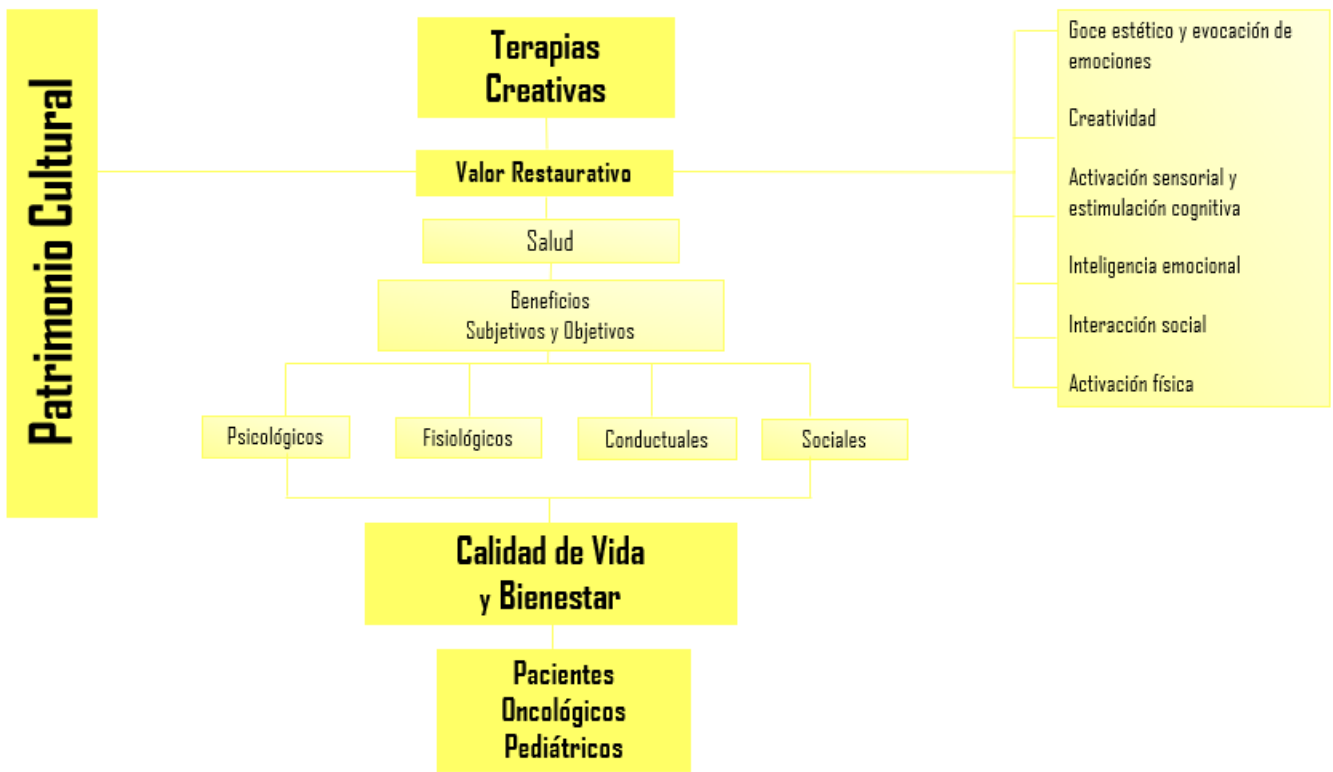 Patrimonio Cultural
Terapias
Creativas
Valor Restaurativo
Salud
Beneficios
Subjetivos y Objetivos
Psicológicos
Fisiológicos
Conductuales
Sociales
Calidad de Vida
y Bienestar
Pacientes
Oncológicos
Pediátricos
Goce estético y evocación de
emociones
Creatividad
Activación sensorial y
estimulación cognitiva
Inteligencia emocional
Interacción social
Activación física